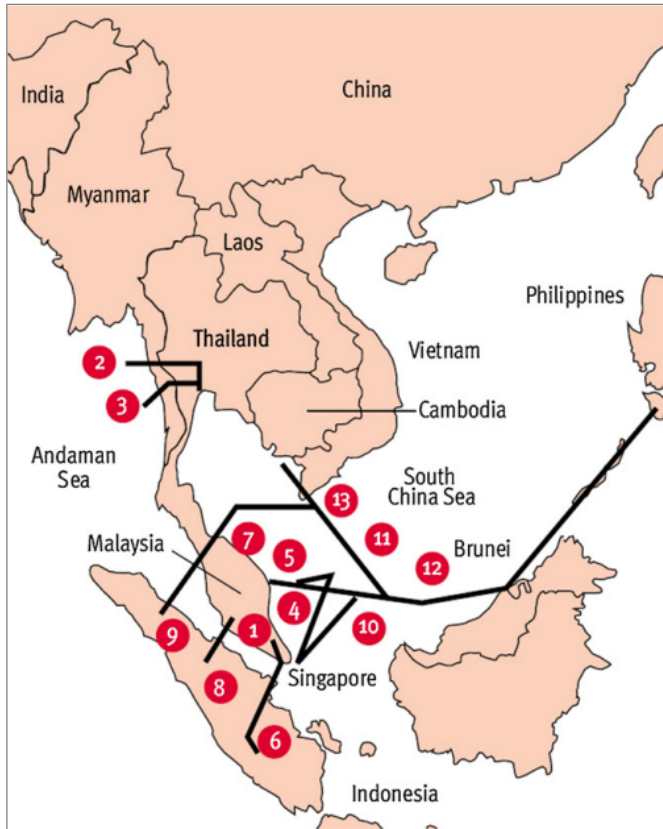 China
India
Myanmar
Laos
Philippines
Thailand
Vietnam
2
3
Cambodia
Andaman
Sea
South
China Sea
13
11
7
Malaysia
5
Brunei
12
4
10
1
9
8
Singapore
6
Indonesia